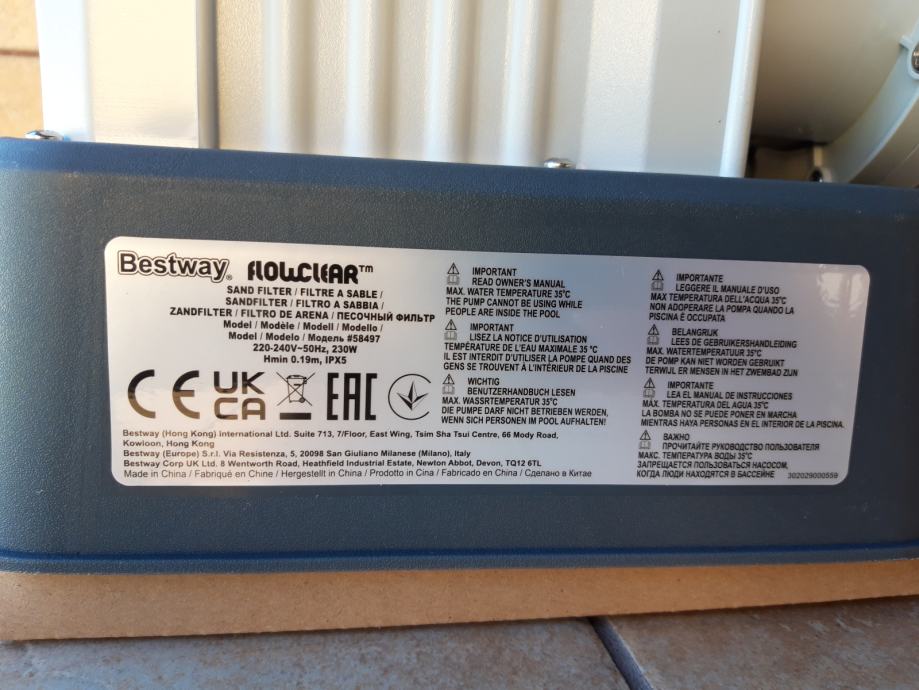 Bestway® FLOWCLEAR™
SAND FILTER / FILTRE A SABLE/
SANDFILTER / FILTRO A SABBIA /
ZANDFILTER / FILTRO DE ARENA / ПЕСОЧНЫЙ ФИЛЬТР
Model / Modèle / Modell / Modello /
Model / Modelo / Модель #58497
220-240V~50Hz, 230W
Hmin 0.19m, IPX5
CE UK CA EAC
Bestway (Hong Kong) International Ltd. Suite 713, 7/Floor, East Wing, Tsim Sha Tsui Centre, 66 Mody Road,
Kowloon, Hong Kong
Bestway (Europe) S.r.l. Via Resistenza, 5, 20098 San Giuliano Milanese (Milano), Italy
Bestway Corp UK Ltd. 8 Wentworth Road, Heathfield Industrial Estate, Newton Abbot, Devon, TQ12 6TL
Made in China / Fabriqué en Chine / Hergestellt in China / Prodotto in Cina / Fabricado en China / Сделано в Китае
IMPORTANT
READ OWNER'S MANUAL
MAX. WATER TEMPERATURE 35°C
THE PUMP CANNOT BE USING WHILE
PEOPLE ARE INSIDE THE POOL
IMPORTANT
LISEZ LA NOTICE D'UTILISATION
TEMPÉRATURE DE L'EAU MAXIMALE 35 °C
IL EST INTERDIT D'UTILISER LA POMPE QUAND DES
GENS SE TROUVENT À L'INTÉRIEUR DE LA PISCINE
WICHTIG
BENUTZERHANDBUCH LESEN
MAX. WASSRTEMPERATUR 35°C
DIE PUMPE DARF NICHT BETRIEBEN WERDEN,
WENN SICH PERSONEN IM POOL AUFHALTEN!
IMPORTANTE
LEGGERE IL MANUALE D'USO
MAX TEMPERATURA DELL'ACQUA 35°C
NON ADOPERARE LA POMPA QUANDO LA
PISCINA È OCCUPATA
BELANGRIJK
LEES DE GEBRUIKERSHANDLEIDING
MAX. WATERTEMPERATUUR 35°C
DE POMP KAN NIET WORDEN GEBRUIKT
TERWIJL ER MENSEN IN HET ZWEMBAD ZIJN
IMPORTANTE
LEA EL MANUAL DE INSTRUCCIONES
MAX. TEMPERATURA DEL AGUA 35°C
LA BOMBA NO SE PUEDE PONER EN MARCHA
MIENTRAS HAYA PERSONAS EN EL INTERIOR DE LA PISCINA.
ВАЖНО
ПРОЧИТАЙТЕ РУКОВОДСТВО ПОЛЬЗОВАТЕЛЯ
МАКС. ТЕМПЕРАТУРА ВОДЫ 35°C
ЗАПРЕЩАЕТСЯ ПОЛЬЗОВАТЬСЯ НАСОСОМ,
КОГДА ЛЮДИ НАХОДЯТСЯ В БАССЕЙНЕ
302029000559